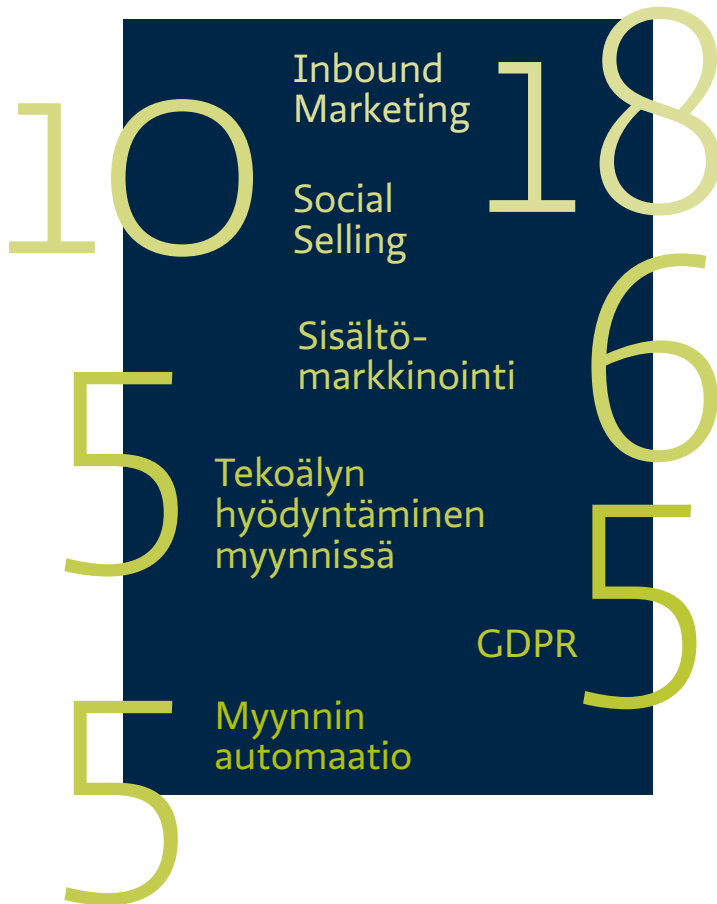 Inbound
Marketing
18
10
Social
Selling
Sisältö-
markkinointi
6
5
Tekoälyn
hyödyntäminen
myynnissä
GDPR
5
5
Myynnin
automaatio